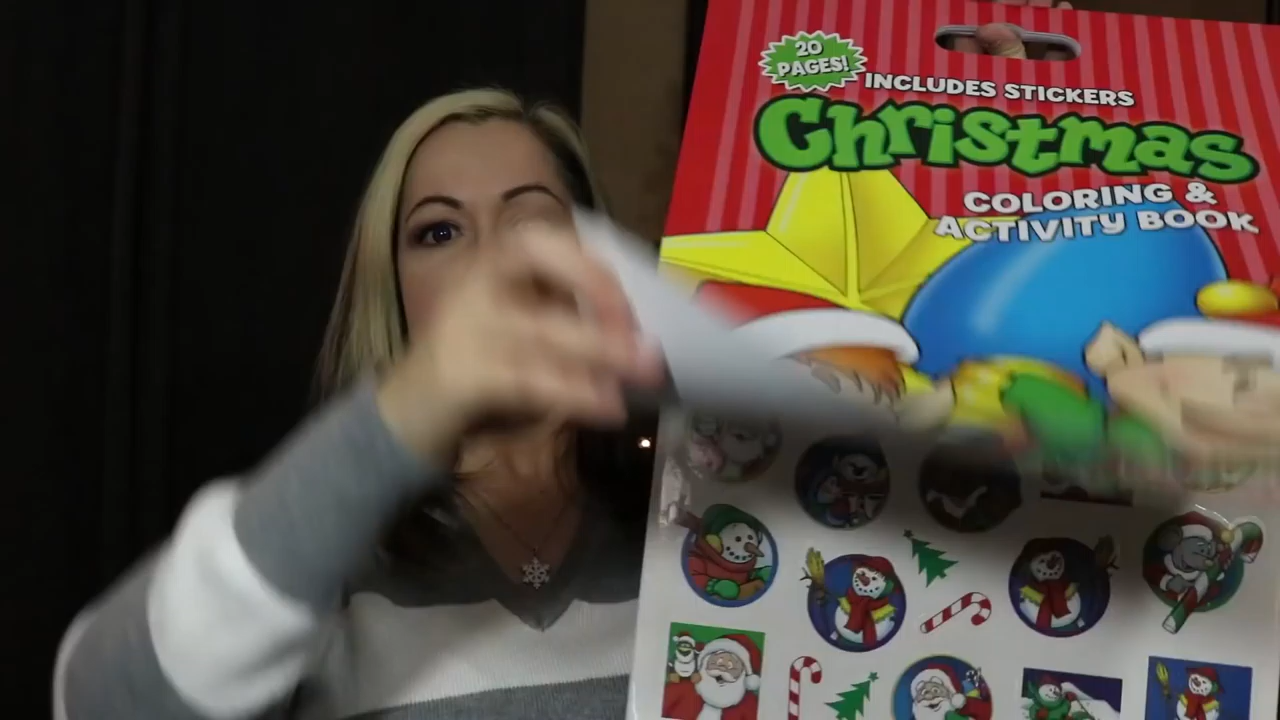 20
PAGES!
INCLUDES STICKERS
Christmas
COLORING &
ACTIVITY BOOK